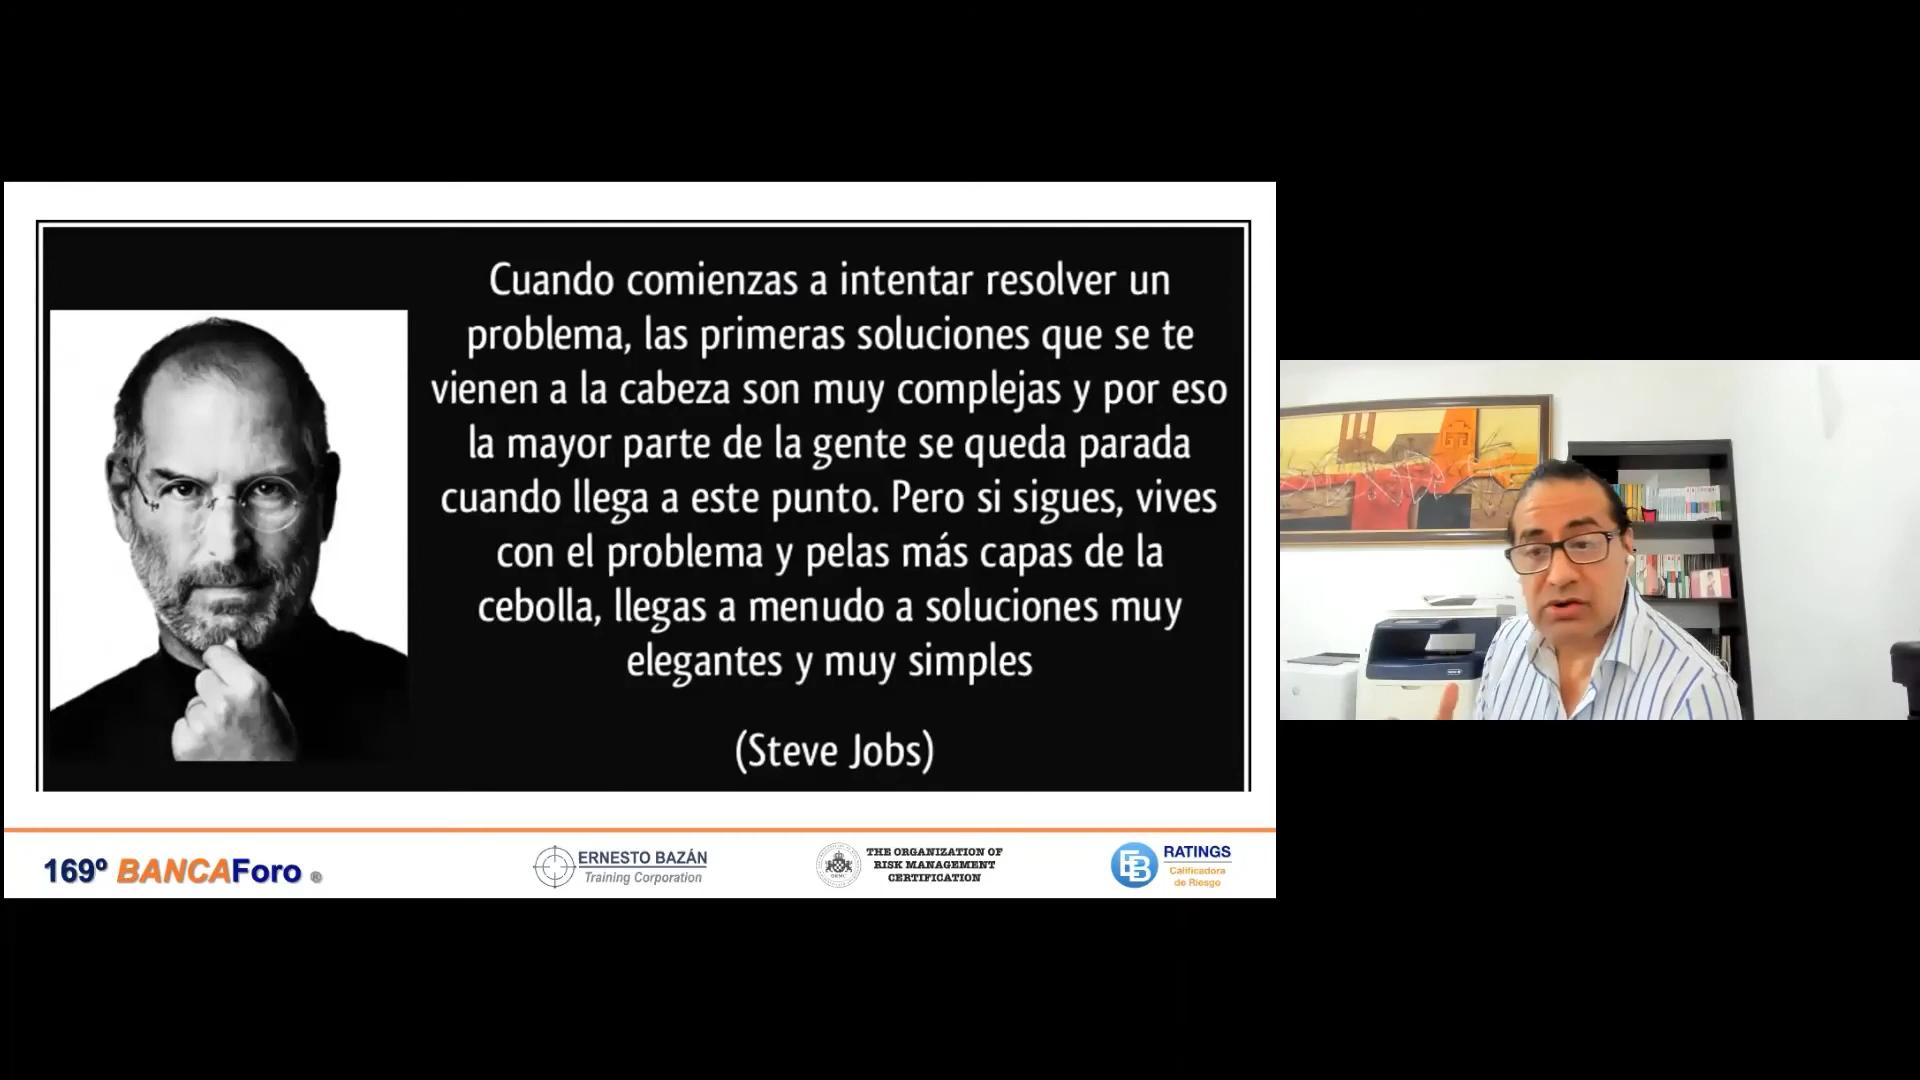 Cuando comienzas a intentar resolver un
problema, las primeras soluciones que se te
vienen a la cabeza son muy complejas y por eso
la mayor parte de la gente se queda parada
cuando llega a este punto. Pero si sigues, vives
con el problema y pelas más capas de la
cebolla, llegas a menudo a soluciones muy
elegantes y muy simples
(Steve Jobs)
169º BANCAForo ®
ERNESTO BAZÁN
Training Corporation
THE ORGANIZATION OF
RISK MANAGEMENT
CERTIFICATION
EB
RATINGS
Calificadora
de Riesgo